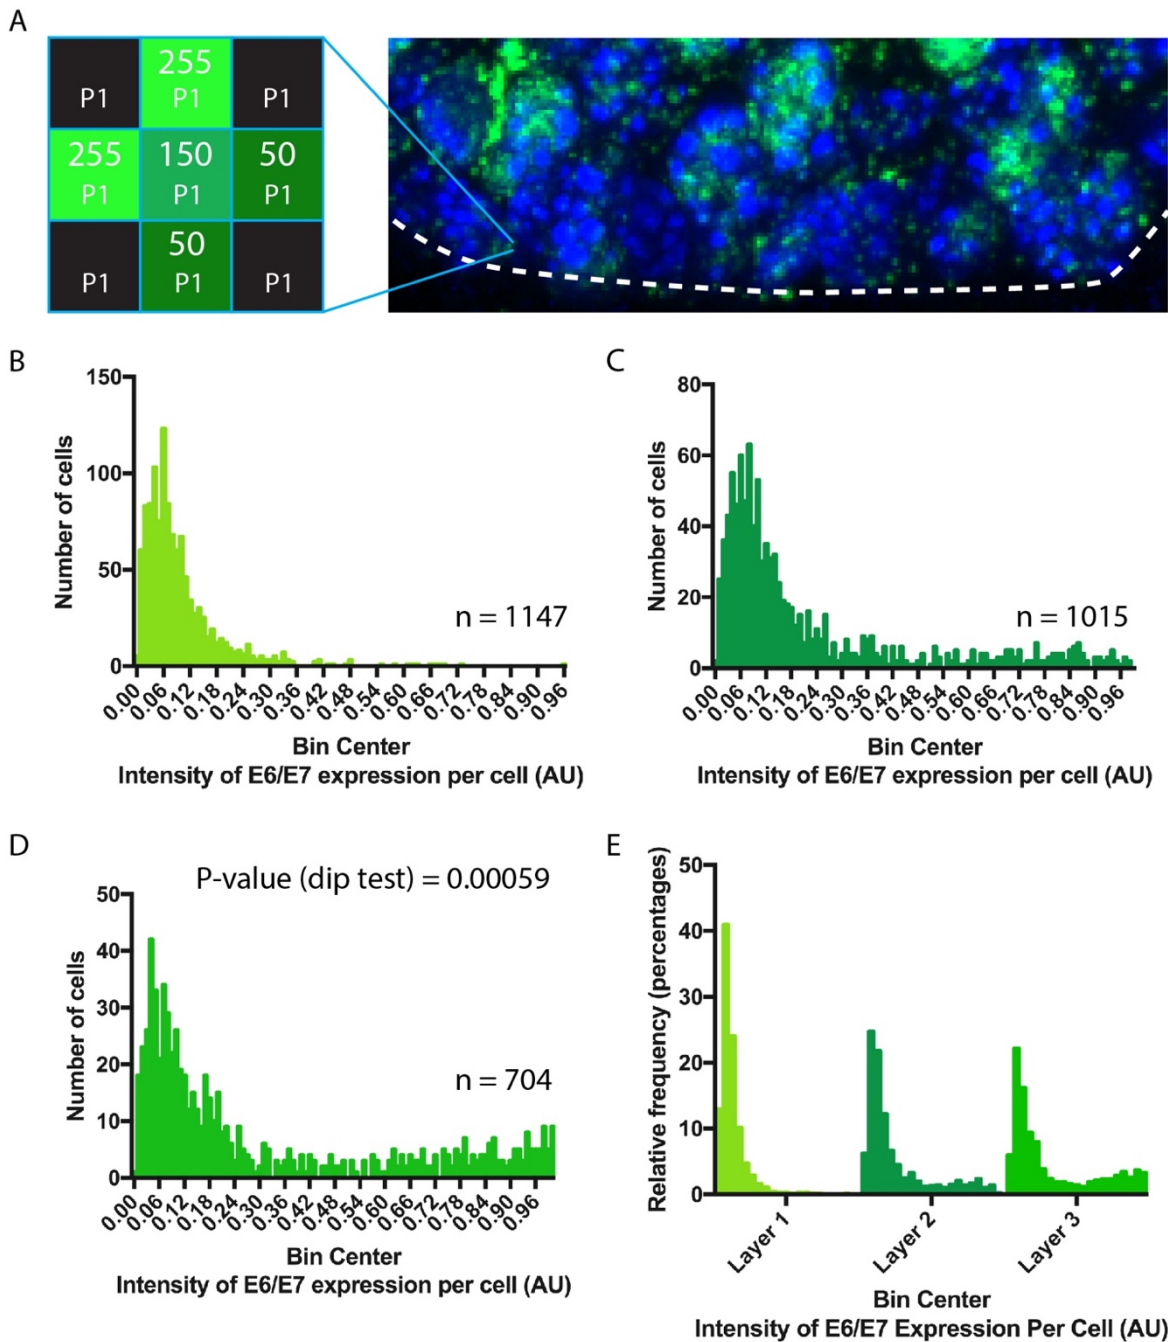 A
255
P1 P1 P1
255 150 50
P1 P1 P1
50
P1 P1 P1
B
150
100
50
0
Number of cells
0.00 0.06 0.12 0.18 0.24 0.30 0.36 0.42 0.48 0.54 0.60 0.66 0.72 0.78 0.84 0.90 0.96
n = 1147
Bin Center
Intensity of E6/E7 expression per cell (AU)
C
80
60
40
20
0
Number of cells
0.00 0.06 0.12 0.18 0.24 0.30 0.36 0.42 0.48 0.54 0.60 0.66 0.72 0.78 0.84 0.90 0.96
n = 1015
Bin Center
Intensity of E6/E7 expression per cell (AU)
D
P-value (dip test) = 0.00059
50
40
30
20
10
0
Number of cells
0.00 0.06 0.12 0.18 0.24 0.30 0.36 0.42 0.48 0.54 0.60 0.66 0.72 0.78 0.84 0.90 0.96
n = 704
Bin Center
Intensity of E6/E7 expression per cell (AU)
E
50
40
30
20
10
0
Relative frequency (percentages)
Layer 1 Layer 2 Layer 3
Bin Center
Intensity of E6/E7 Expression Per Cell (AU)